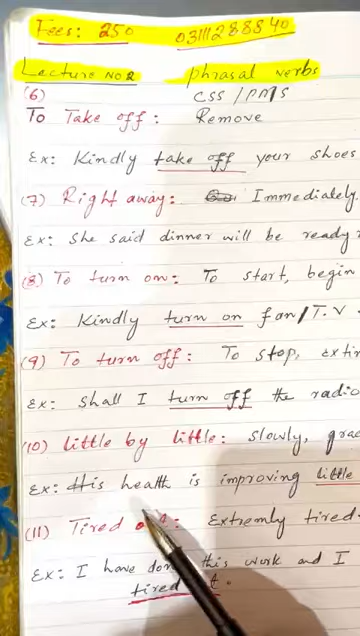 Fees: 250 03111288840
Lecture No 2 phrasal verbs
(6) CSS/PMS
To Take off: Remove
Ex: Kindly take off your shoes
(7) Right away: Immediately.
Ex: She said dinner will be ready
(8) To turn on: To start, begin
Ex: Kindly turn on fan/T.V.
(9) To turn off: To stop,
Ex: Shall I turn off the radio
(10) Little by little: slowly,
Ex: His health is improving little
(11) Tired Extremly tired
Ex: I have this work and I
tired